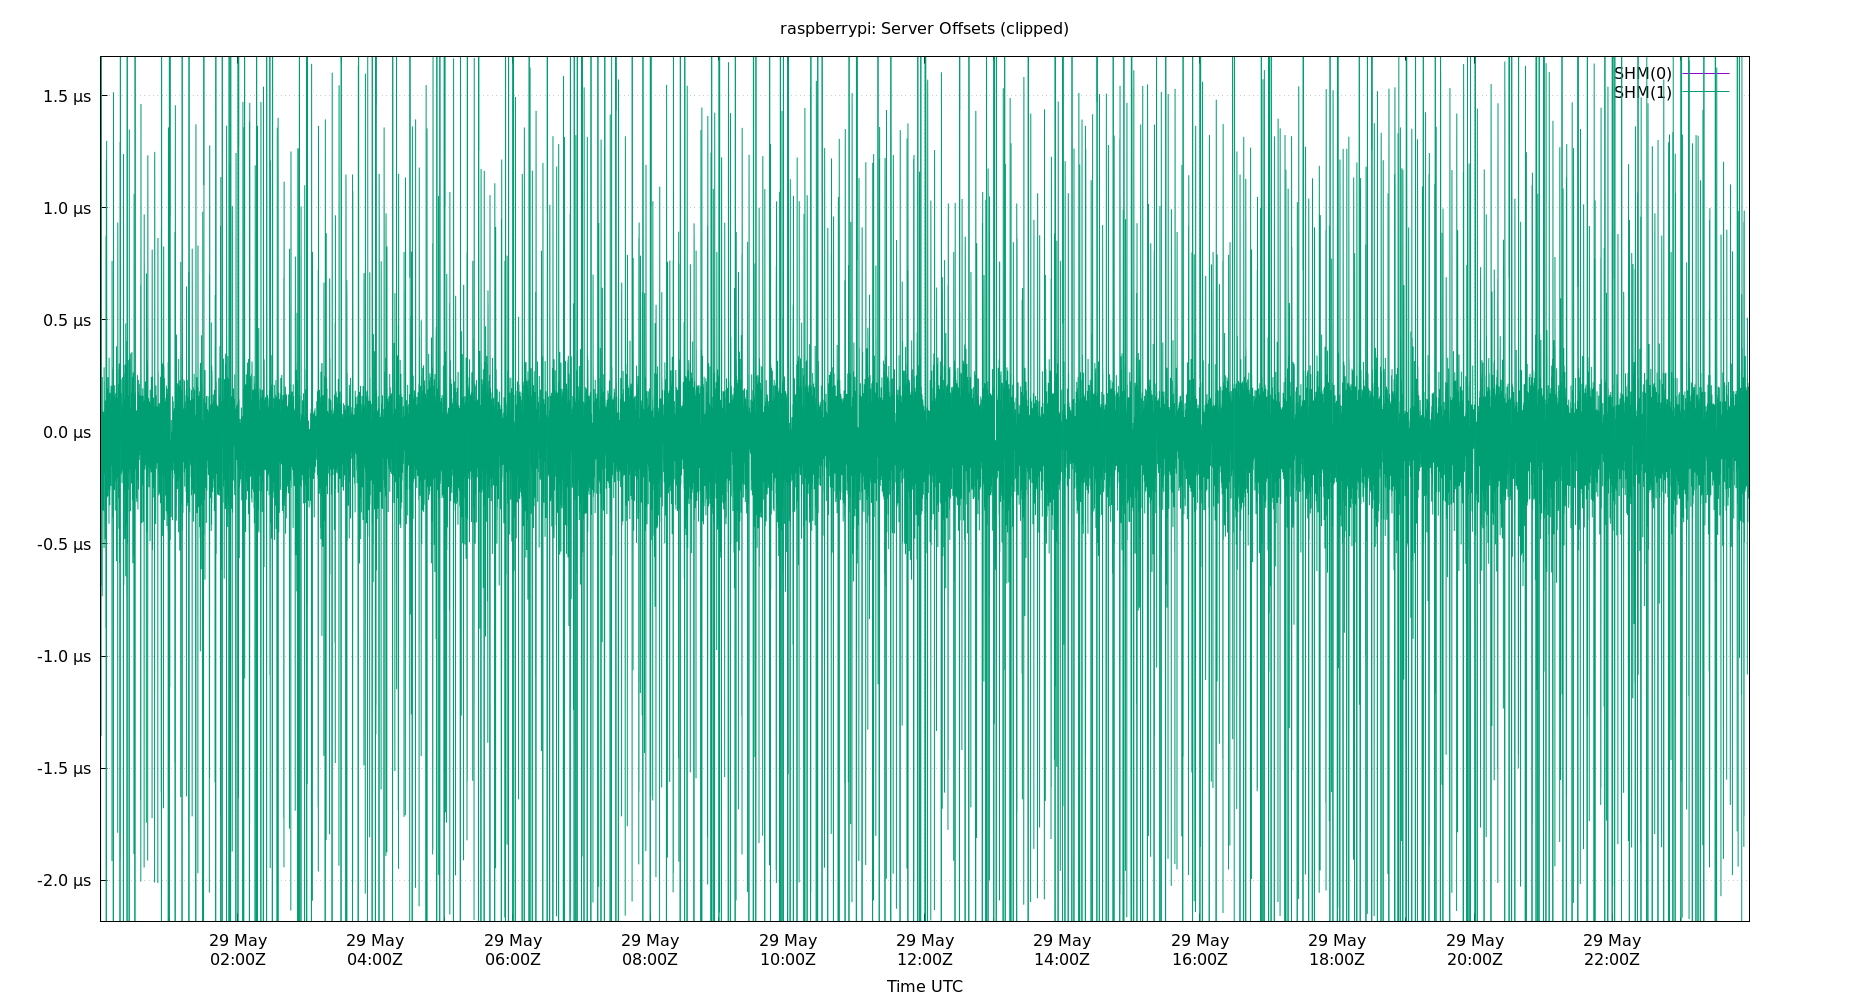 raspberrypi: Server Offsets (clipped)
SHM(0)
SHM(1)
1.5 µs
1.0 µs
0.5 µs
0.0 µs
-0.5 µs
-1.0 µs
-1.5 µs
-2.0 µs
29 May 29 May 29 May 29 May 29 May 29 May 29 May 29 May 29 May 29 May 29 May
02:00Z 04:00Z 06:00Z 08:00Z 10:00Z 12:00Z 14:00Z 16:00Z 18:00Z 20:00Z 22:00Z
Time UTC